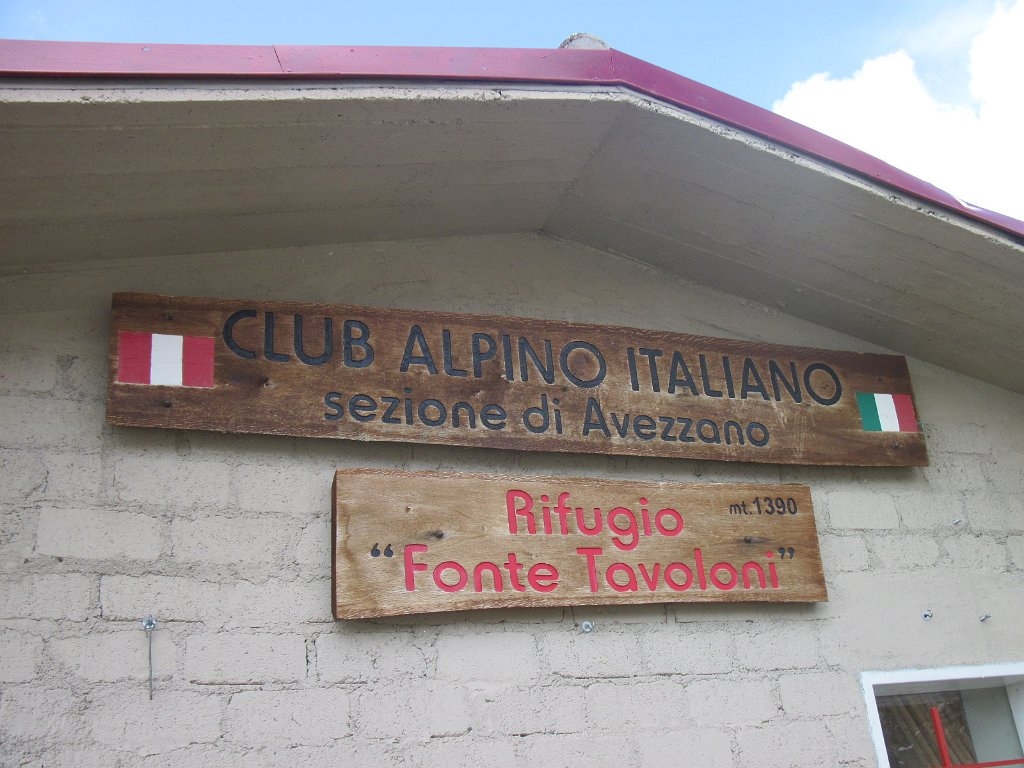 CLUB ALPINO ITALIANO
sezione di Avezzano
Rifugio mt.1390
“Fonte Tavoloni”